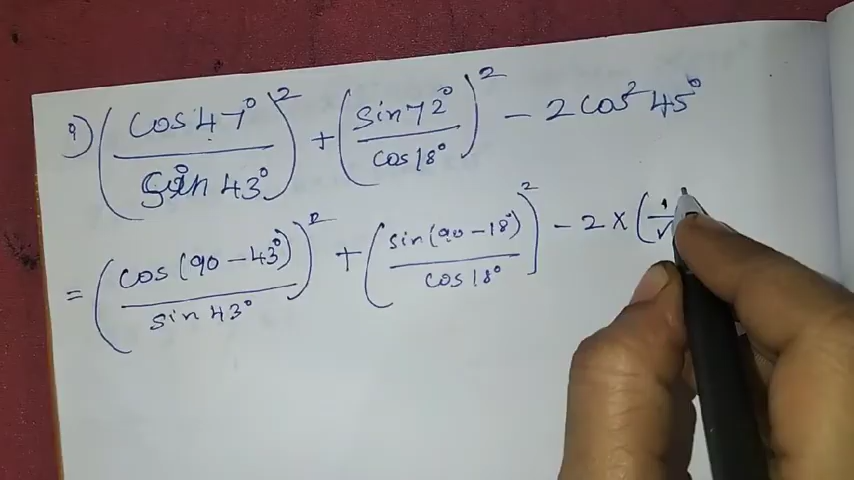 9) (cos 47° / sin 43°)² + (sin 72° / cos 18°)² - 2 cos² 45°
= (cos (90 - 43°) / sin 43°)² + (sin (90 - 18°) / cos 18°)² - 2 × (1 / √